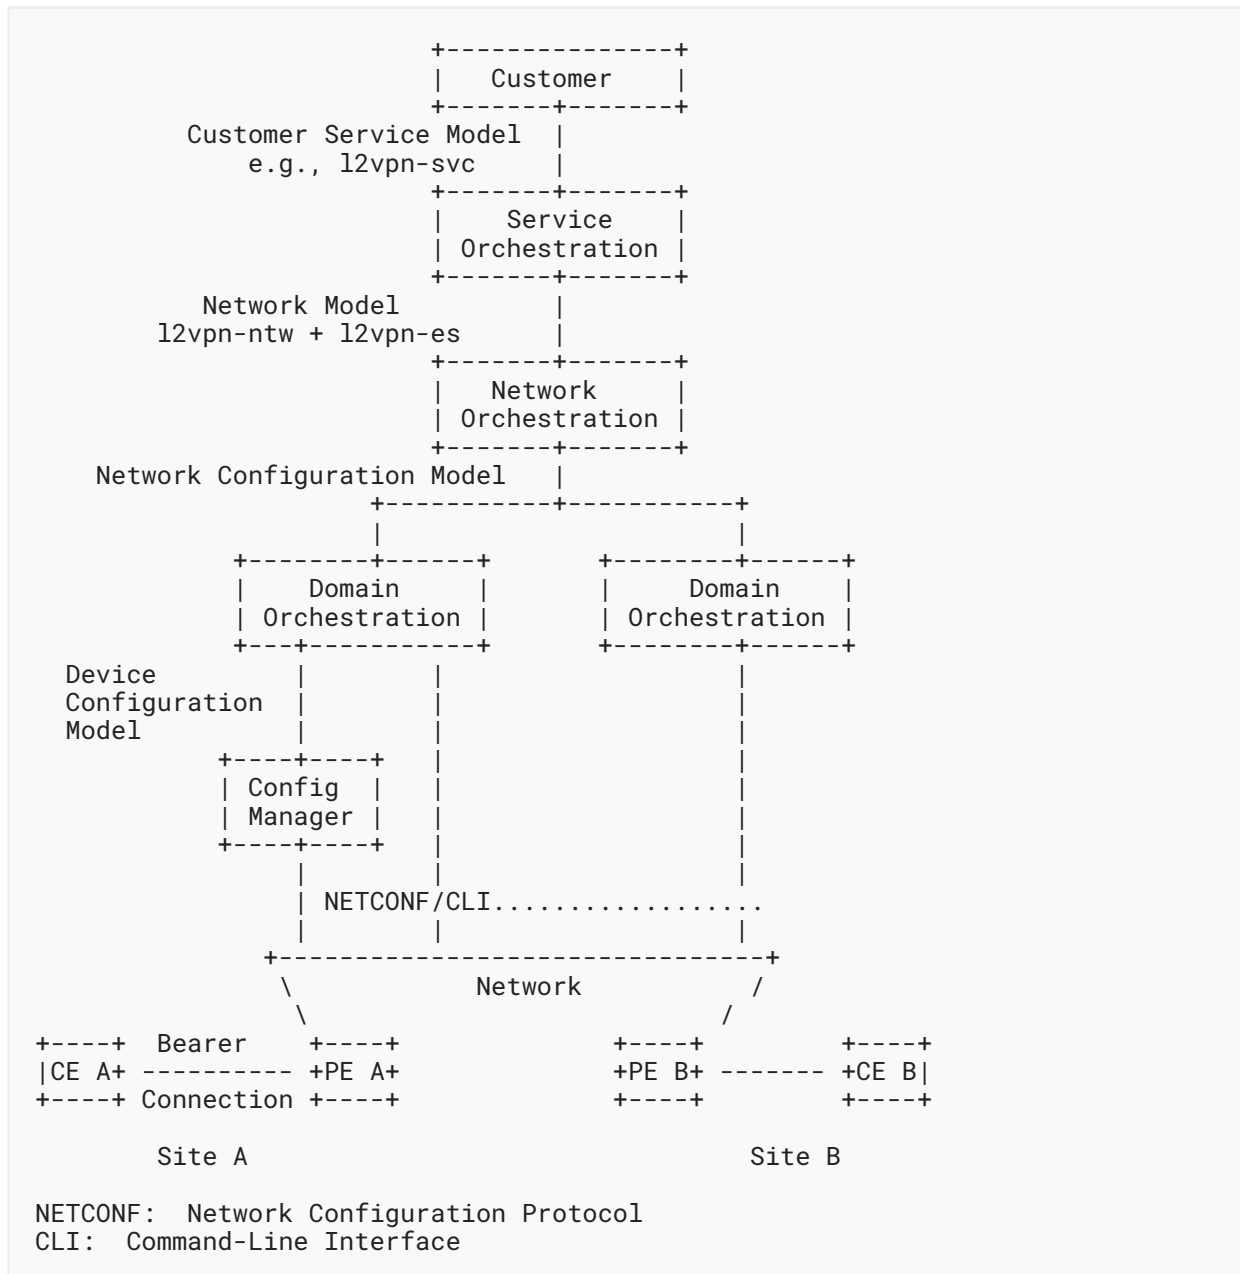 +---------------+
|   Customer    |
+-------+-------+
Customer Service Model  |
e.g., l2vpn-svc     |
+-------+-------+
|    Service    |
| Orchestration |
+-------+-------+
Network Model          |
l2vpn-ntw + l2vpn-es      |
+-------+-------+
|   Network     |
| Orchestration |
+-------+-------+
Network Configuration Model   |
+-----------+-----------+
|                       |
+--------+------+       +--------+------+
|    Domain     |       |     Domain    |
| Orchestration |       | Orchestration |
+---+-----------+       +--------+------+
Device         |        |                   |
Configuration  |        |                   |
Model          |        |                   |
+----+----+   |                   |
| Config  |   |                   |
| Manager |   |                   |
+----+----+   |                   |
|        |                   |
| NETCONF/CLI..................
|        |                   |
+--------------------------------+
\            Network           /
\                           /
+----+  Bearer    +----+              +----+         +----+
|CE A+ ---------- +PE A+              +PE B+ ------- +CE B|
+----+ Connection +----+              +----+         +----+
Site A                                 Site B
NETCONF:  Network Configuration Protocol
CLI:  Command-Line Interface